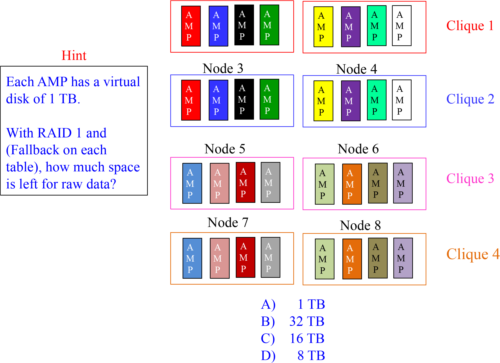 Hint
Each AMP has a virtual
disk of 1 TB.
With RAID 1 and
(Fallback on each
table), how much space
is left for raw data?
AMP AMP AMP AMP AMP AMP AMP AMP
Clique 1
Node 3 Node 4
AMP AMP AMP AMP AMP AMP AMP AMP
Clique 2
Node 5 Node 6
AMP AMP AMP AMP AMP AMP AMP AMP
Clique 3
Node 7 Node 8
AMP AMP AMP AMP AMP AMP AMP AMP
Clique 4
A) 1 TB
B) 32 TB
C) 16 TB
D) 8 TB